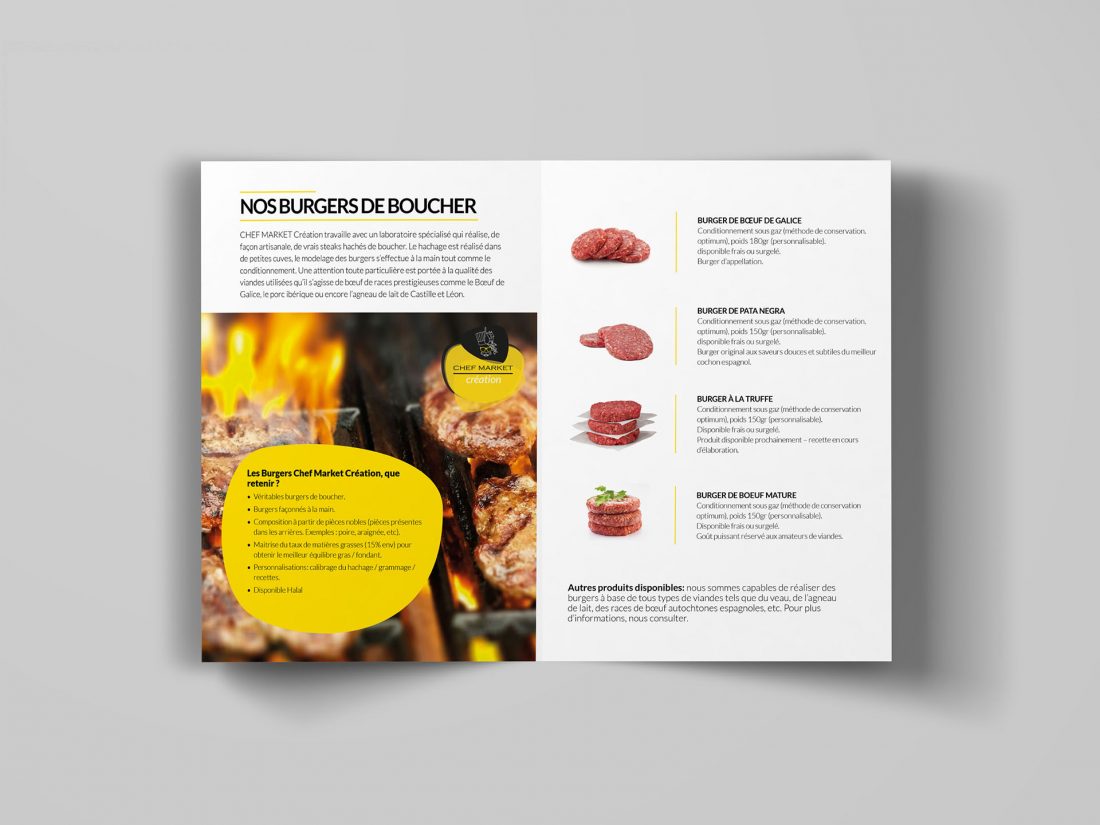 NOS BURGERS DE BOUCHER
CHEF MARKET Création travaille avec un laboratoire spécialisé qui réalise, de
façon artisanale, de vrais steaks hachés de boucher. Le hachage est réalisé dans
de petites cuves, le modelage des burgers s'effectue à la main tout comme le
conditionnement. Une attention toute particulière est portée à la qualité des
viandes utilisées qu'il s'agisse de bœuf de races prestigieuses comme le Bœuf de
Galice, le porc ibérique ou encore l'agneau de lait de Castille et Léon.
CHEF MARKET
création
Les Burgers Chef Market Création, que
retenir ?
• Véritables burgers de boucher.
• Burgers façonnés à la main.
• Composition à partir de pièces nobles (pièces présentes
dans les arrières. Exemples : poire, araignée, etc).
• Maitrise du taux de matières grasses (15% env) pour
obtenir le meilleur équilibre gras / fondant.
• Personnalisations: calibrage du hachage / grammage /
recettes.
• Disponible Halal
BURGER DE BŒUF DE GALICE
Conditionnement sous gaz (méthode de conservation.
optimum), poids 180gr (personnalisable).
disponible frais ou surgelé.
Burger d'appellation.
BURGER DE PATA NEGRA
Conditionnement sous gaz (méthode de conservation.
optimum), poids 150gr (personnalisable).
disponible frais ou surgelé.
Burger original aux saveurs douces et subtiles du meilleur
cochon espagnol.
BURGER À LA TRUFFE
Conditionnement sous gaz (méthode de conservation
optimum), poids 150gr (personnalisable).
Disponible frais ou surgelé.
Produit disponible prochainement – recette en cours
d'élaboration.
BURGER DE BOEUF MATURE
Conditionnement sous gaz (méthode de conservation
optimum), poids 150gr (personnalisable).
Disponible frais ou surgelé.
Goût puissant réservé aux amateurs de viandes.
Autres produits disponibles: nous sommes capables de réaliser des
burgers à base de tous types de viandes tels que du veau, de l'agneau
de lait, des races de bœuf autochtones espagnoles, etc. Pour plus
d'informations, nous consulter.